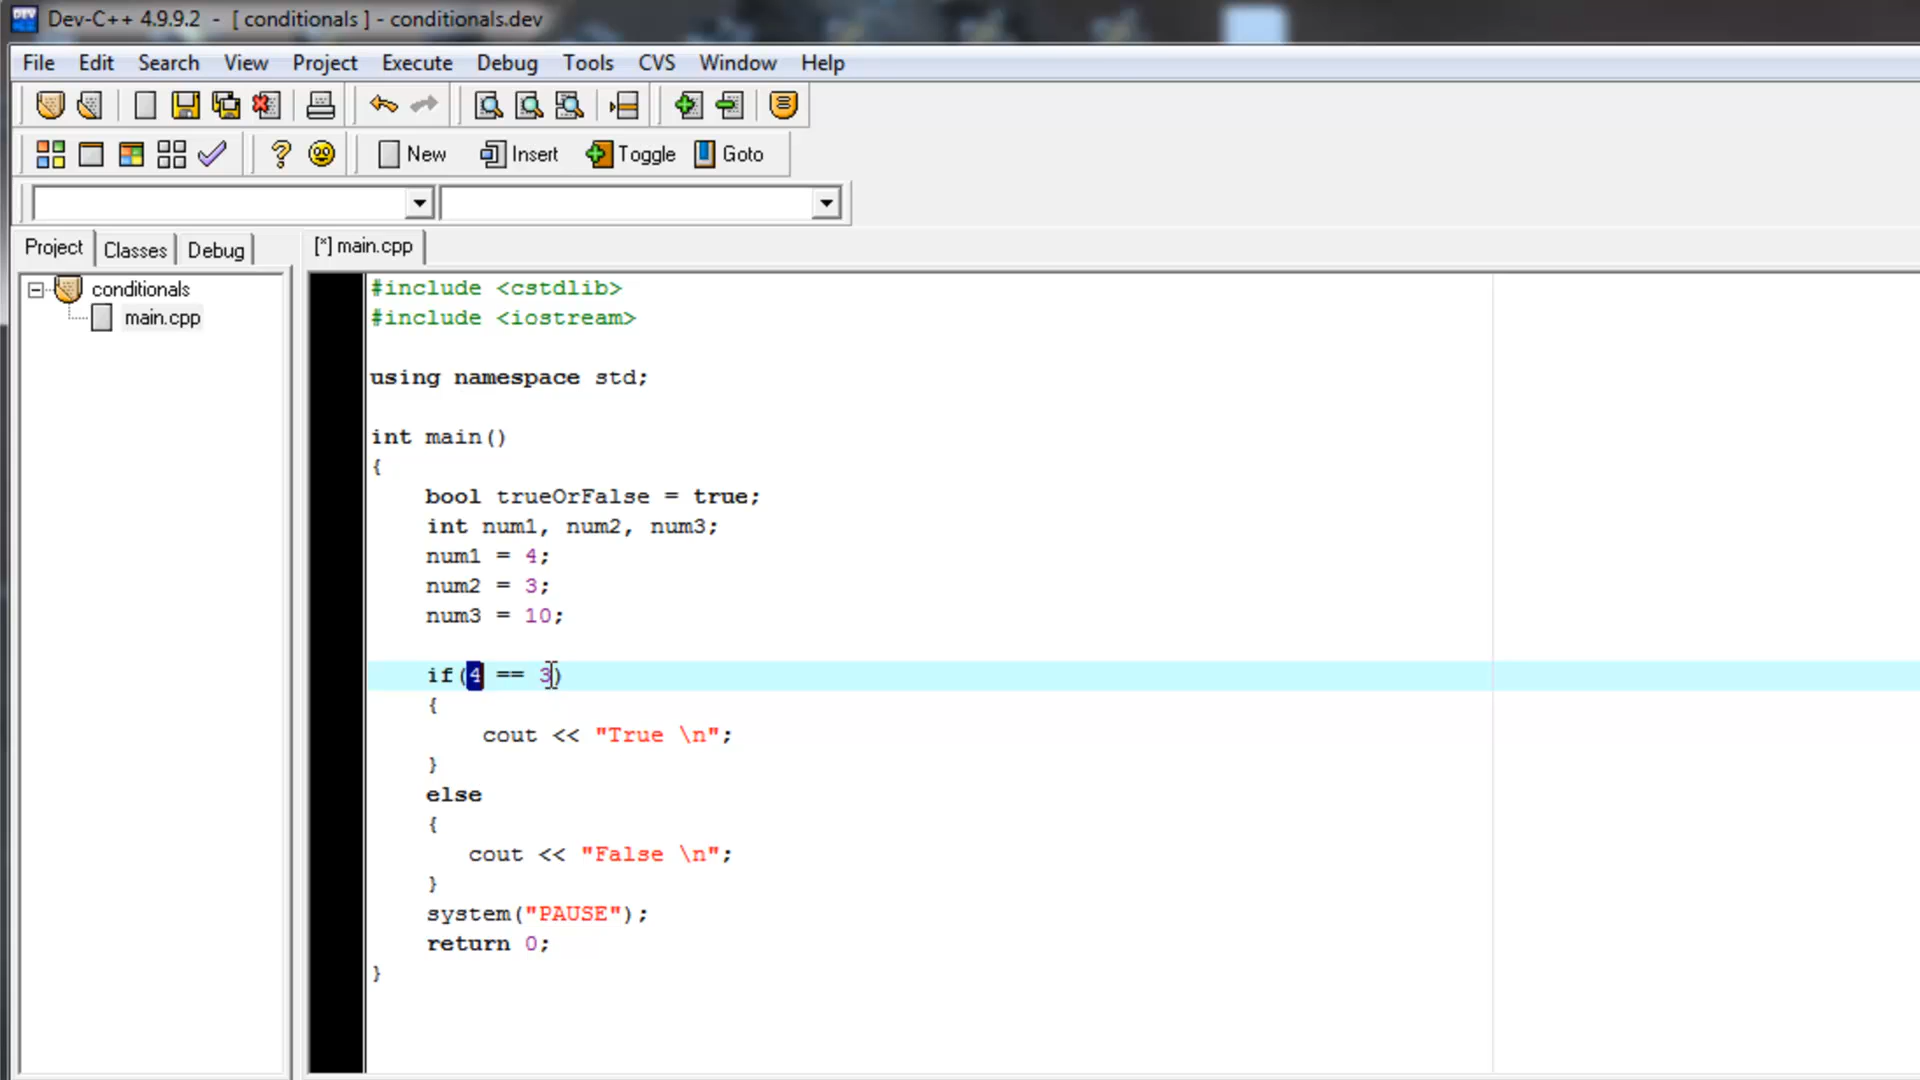 DEV
Dev-C++ 4.9.9.2 - [ conditionals ] - conditionals.dev
File Edit Search View Project Execute Debug Tools CVS Window Help
New Insert Toggle Goto
Project Classes Debug
[*] main.cpp
conditionals
main.cpp
#include <cstdlib>
#include <iostream>
using namespace std;
int main()
{
bool trueOrFalse = true;
int num1, num2, num3;
num1 = 4;
num2 = 3;
num3 = 10;
if(4 == 3)
{
cout << "True \n";
}
else
{
cout << "False \n";
}
system("PAUSE");
return 0;
}